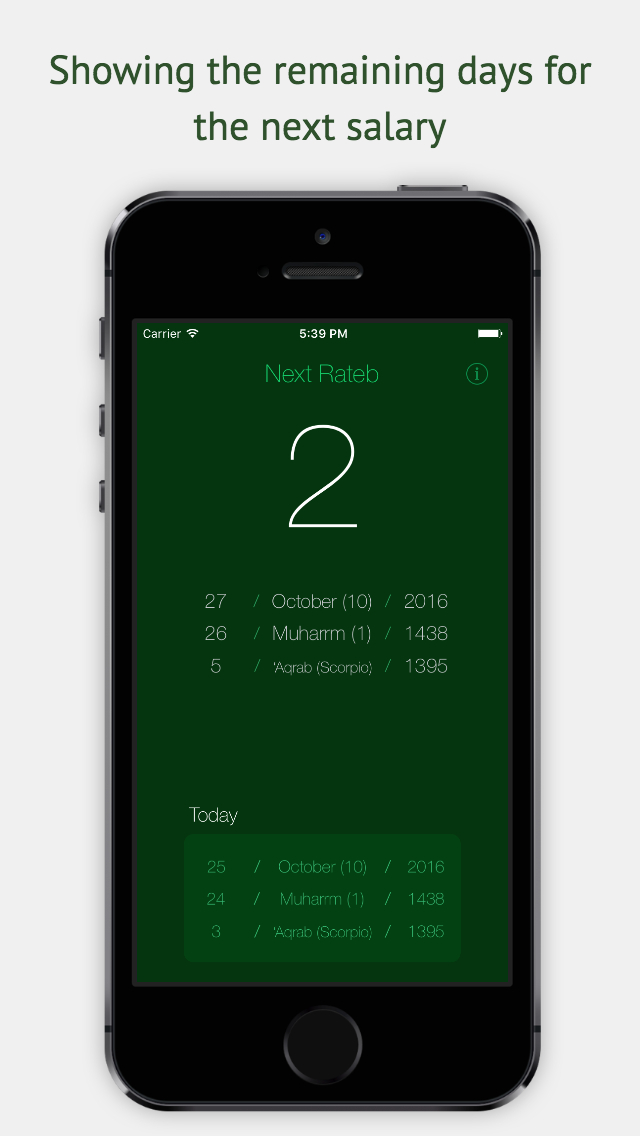 Showing the remaining days for
the next salary
Carrier 5:39 PM
Next Rateb
2
27 / October (10) / 2016
26 / Muharrm (1) / 1438
5 / 'Aqrab (Scorpio) / 1395
Today
25 / October (10) / 2016
24 / Muharrm (1) / 1438
3 / 'Aqrab (Scorpio) / 1395